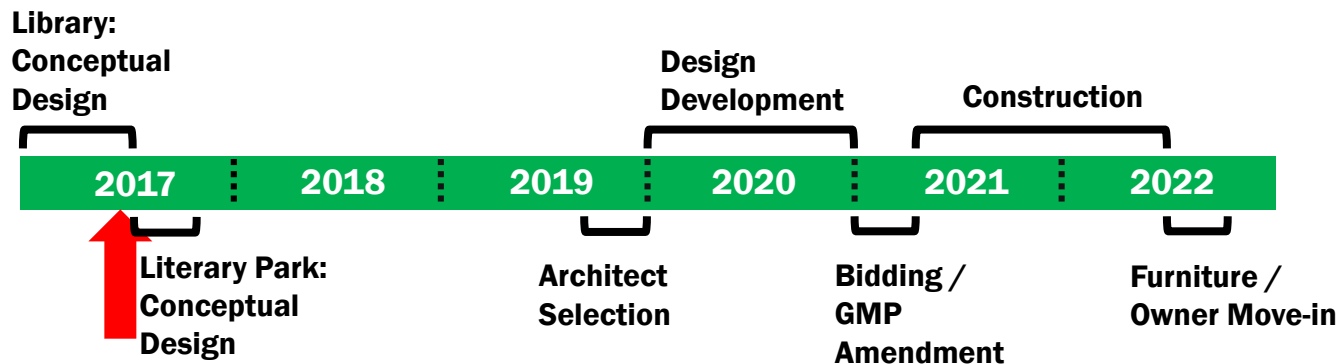 Library:
Conceptual
Design
Design
Development
Construction
2017
2018
2019
2020
2021
2022
Literary Park:
Conceptual
Design
Architect
Selection
Bidding /
GMP
Amendment
Furniture /
Owner Move-in